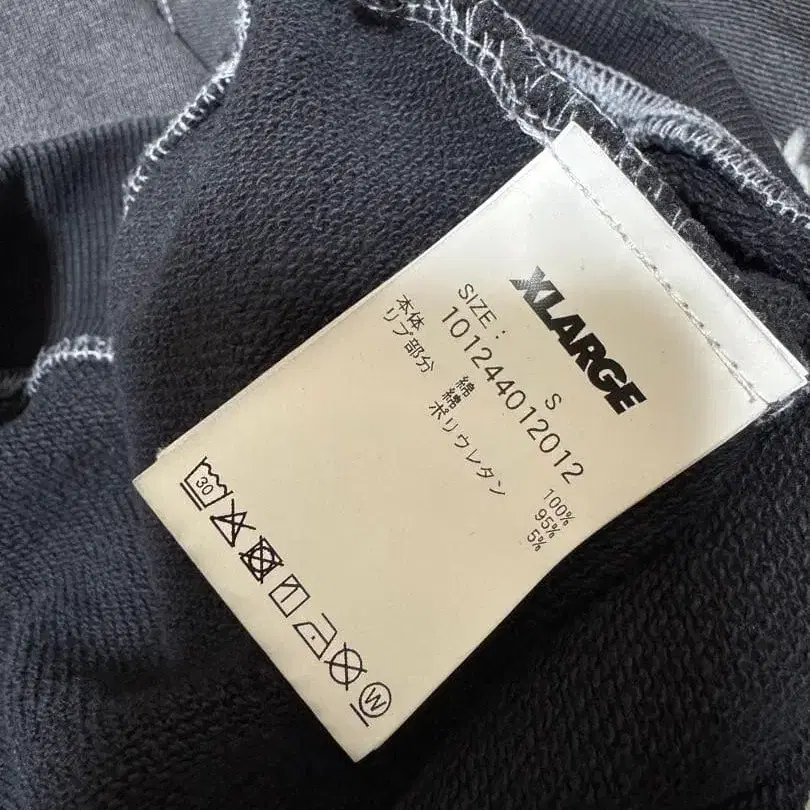 XLARGE
SIZE : S
101244012012
本体 綿 100%
リブ部分 綿 95%
ポリウレタン 5%
30
W